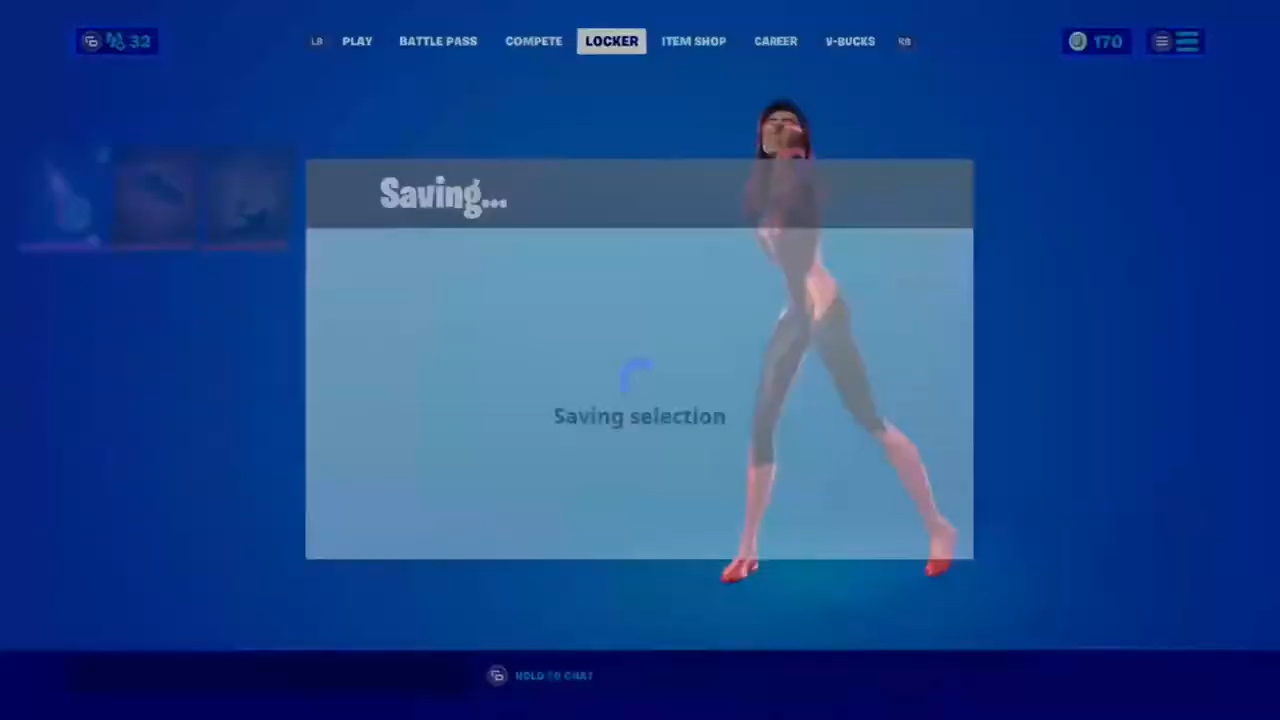 32
LB PLAY BATTLE PASS COMPETE LOCKER ITEM SHOP CAREER V-BUCKS RB
170
Saving...
Saving selection
HOLD TO CHAT